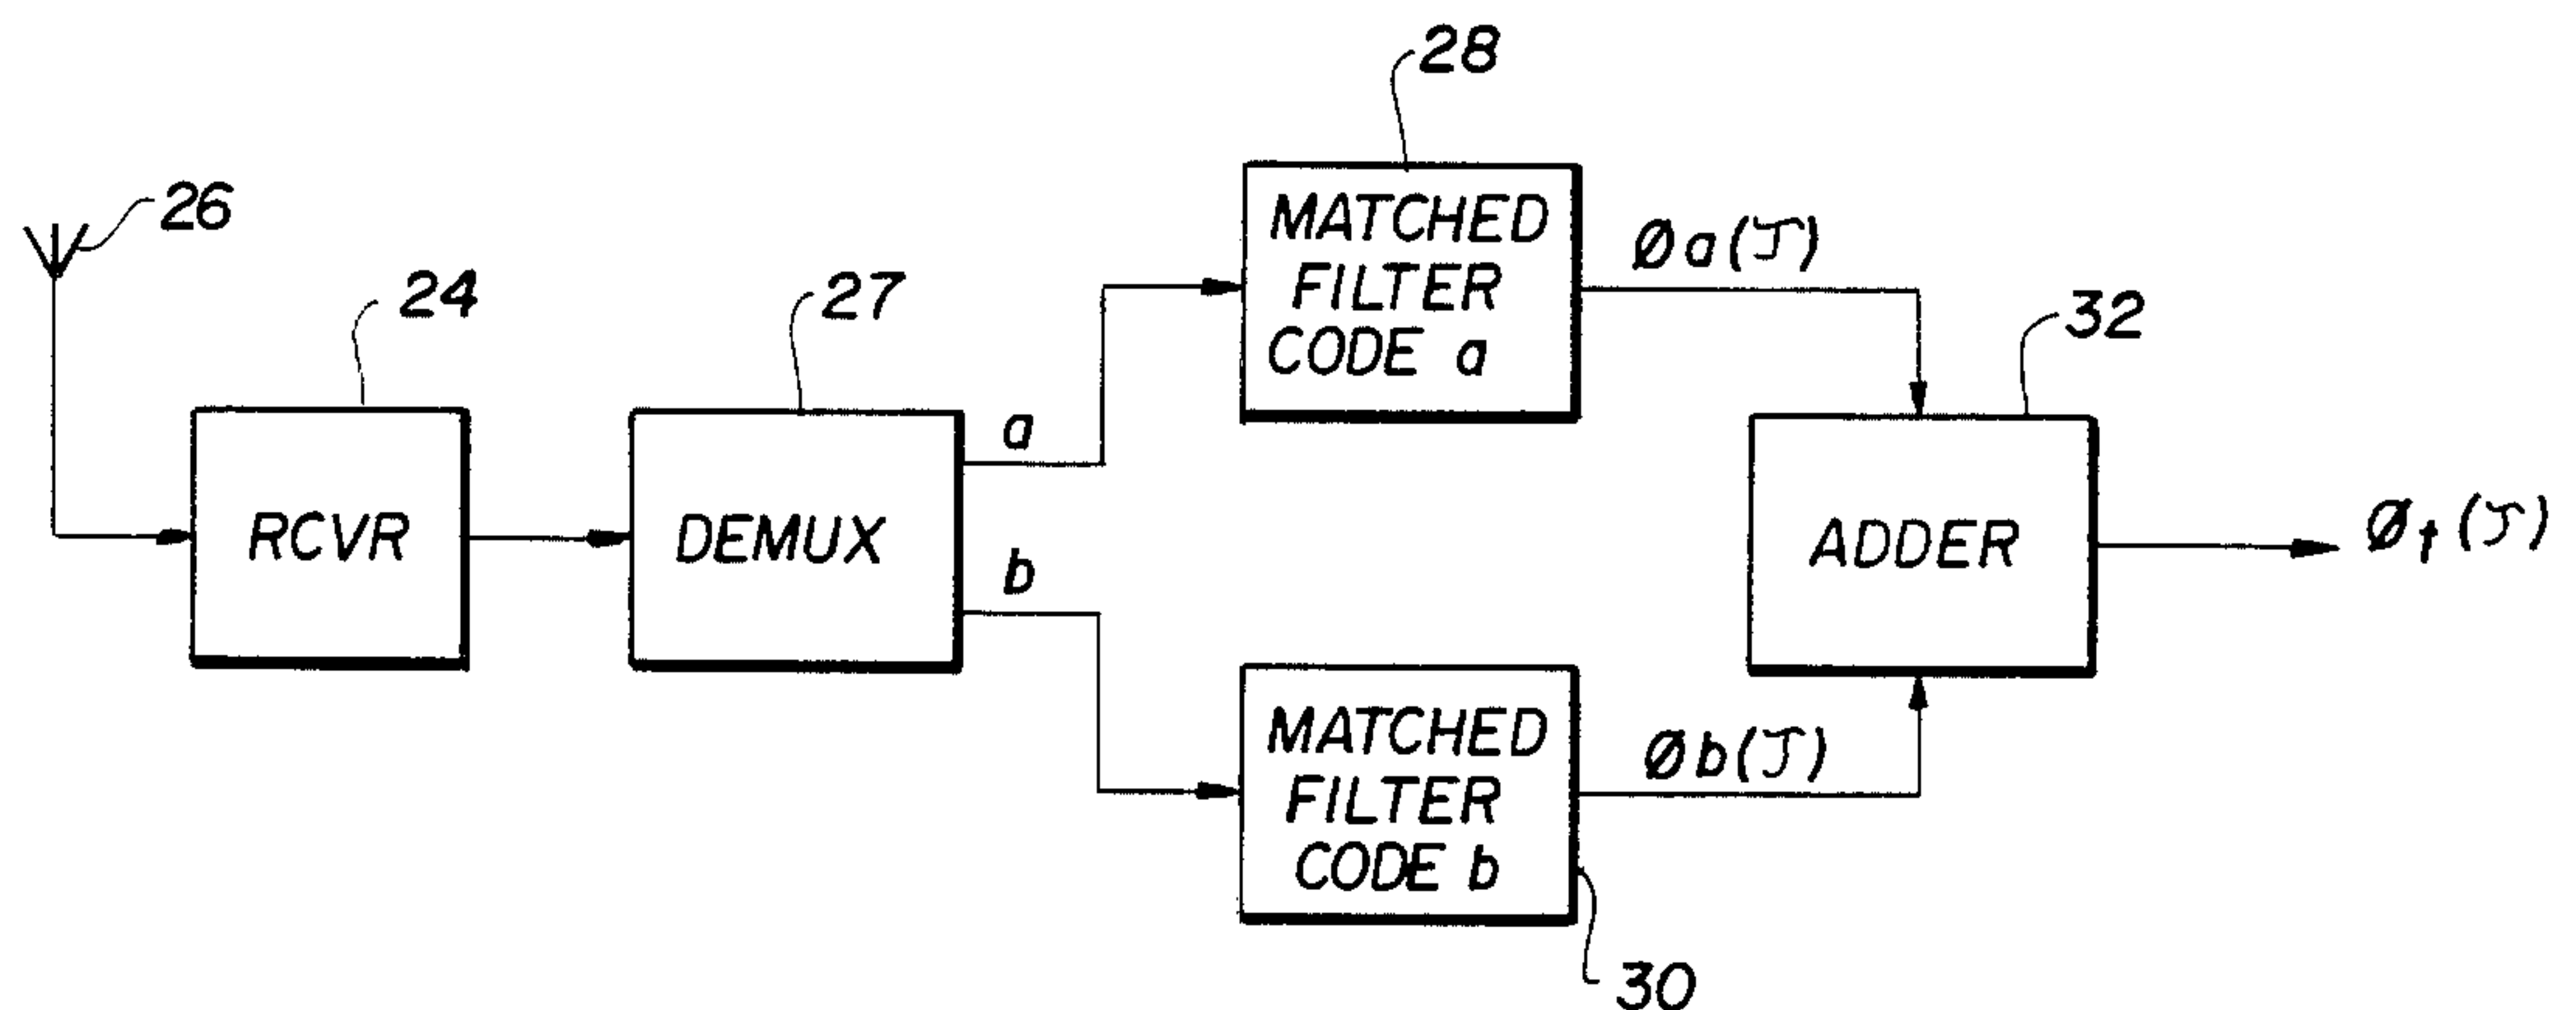 28
26
24
27
MATCHED
FILTER
CODE a
Øa(J)
32
a
RCVR
DEMUX
ADDER
Øt(J)
b
MATCHED
FILTER
CODE b
Øb(J)
30